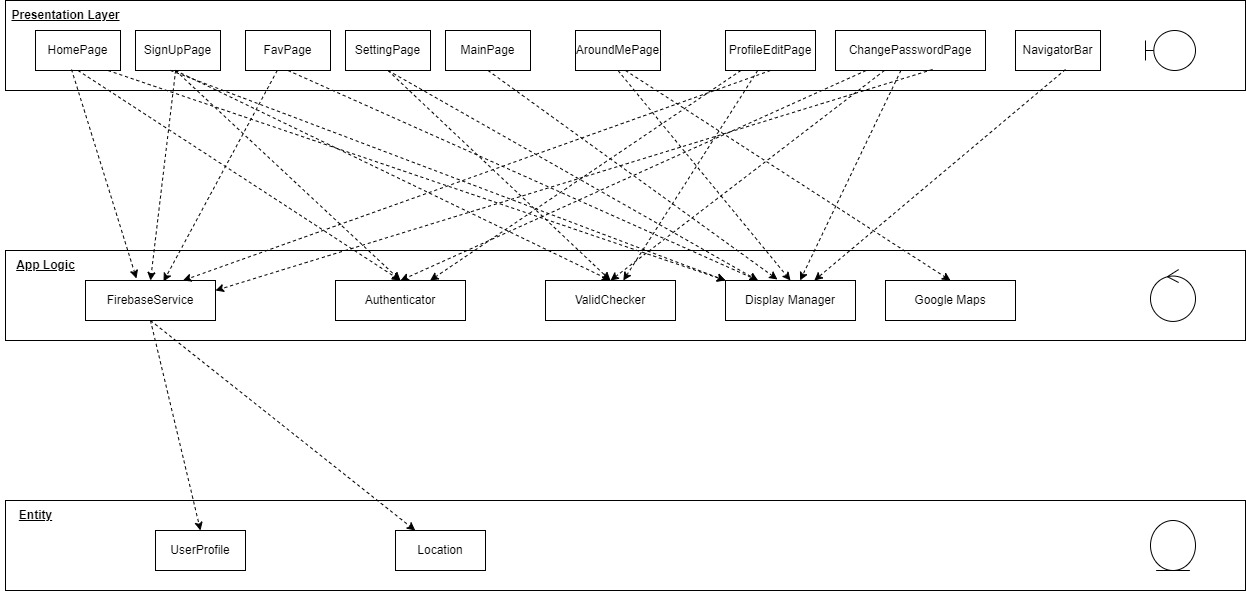 Presentation Layer
HomePage
SignUpPage
FavPage
SettingPage
MainPage
AroundMePage
ProfileEditPage
ChangePasswordPage
NavigatorBar
App Logic
FirebaseService
Authenticator
ValidChecker
Display Manager
Google Maps
Entity
UserProfile
Location